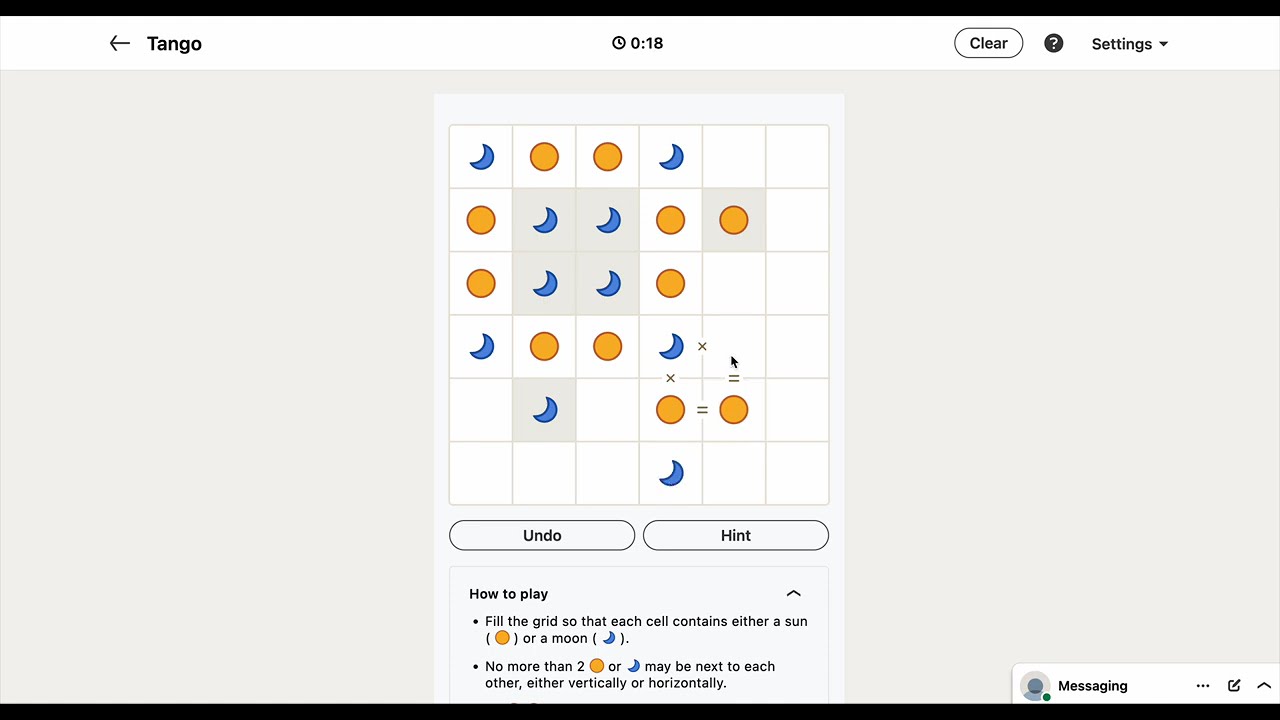 Tango
0:18
Clear
?
Settings
×
× =
=
Undo
Hint
How to play
• Fill the grid so that each cell contains either a sun
( ) or a moon ( ).
• No more than 2 or may be next to each
other, either vertically or horizontally.
Messaging